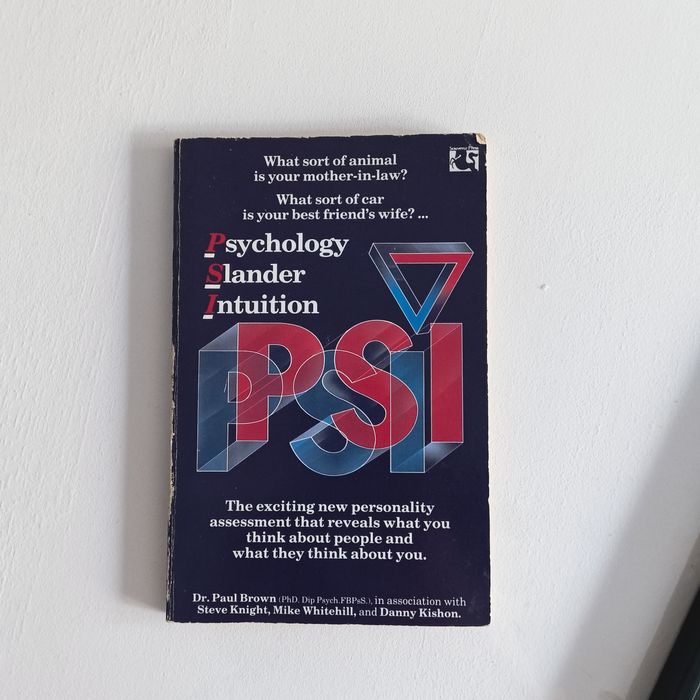 Souvenir Press
What sort of animal
is your mother-in-law?
What sort of car
is your best friend's wife? ...
Psychology
Slander
Intuition
PSI
The exciting new personality
assessment that reveals what you
think about people and
what they think about you.
Dr. Paul Brown (PhD. Dip Psych.FBPsS.), in association with
Steve Knight, Mike Whitehill, and Danny Kishon.